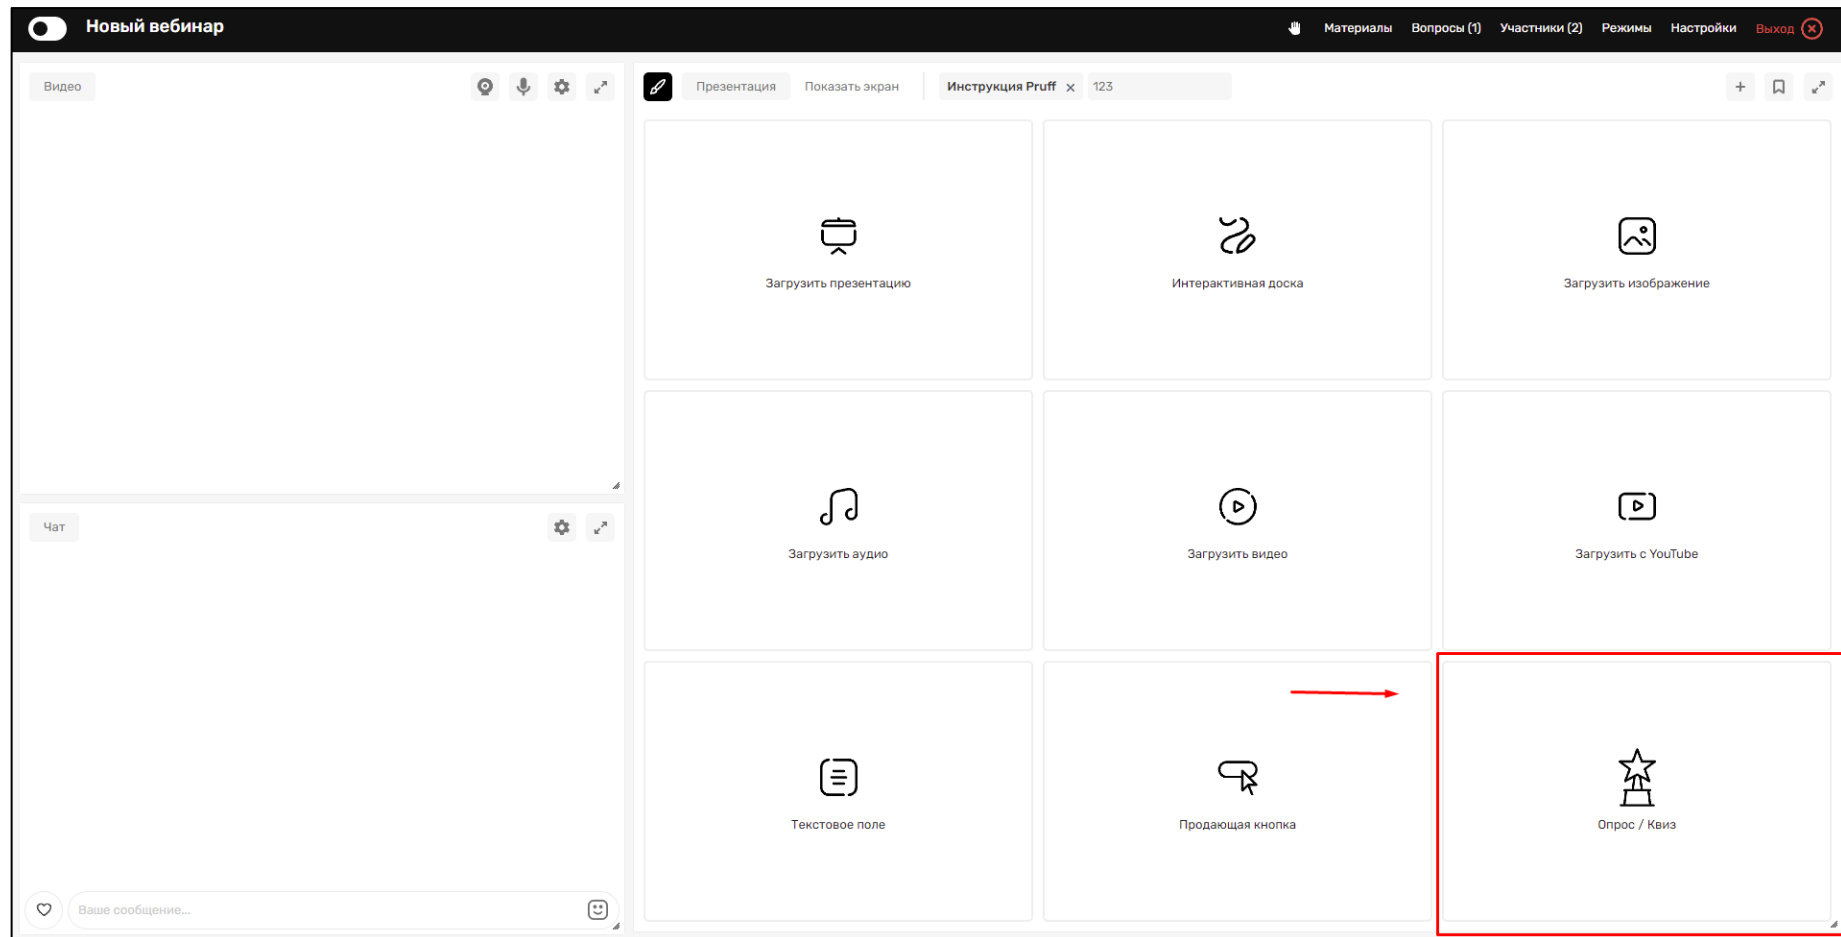 Новый вебинар
Материалы Вопросы (1) Участники (2) Режимы Настройки Выход
Видео
Презентация Показать экран Инструкция Pruff 123
Загрузить презентацию Интерактивная доска Загрузить изображение
Чат
Загрузить аудио Загрузить видео Загрузить с YouTube
Текстовое поле Продающая кнопка Опрос / Квиз
Ваше сообщение...